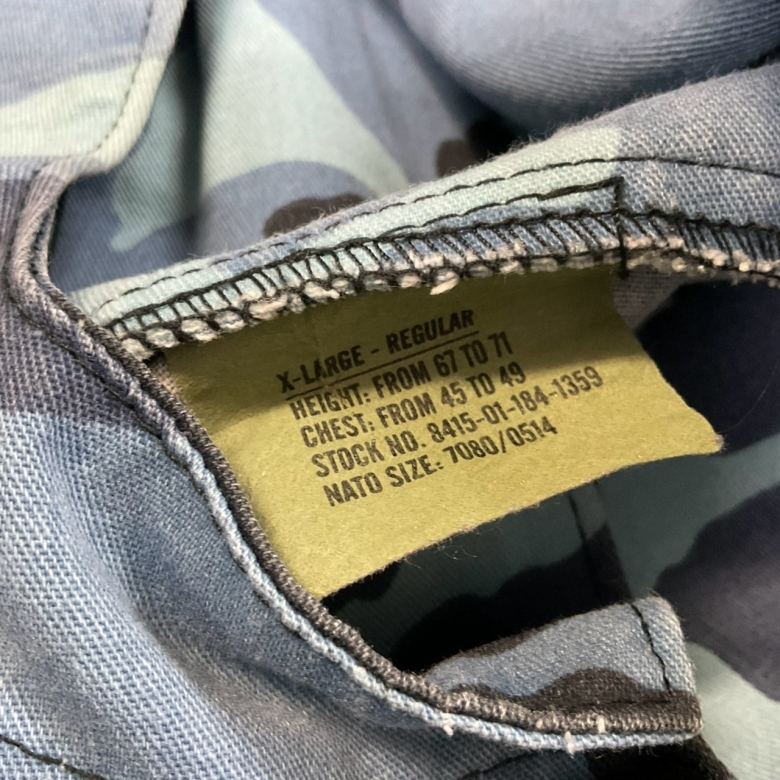 X-LARGE - REGULAR
HEIGHT: FROM 67 TO 71
CHEST: FROM 45 TO 49
STOCK NO. 8415-01-184-1359
NATO SIZE: 7080/0514